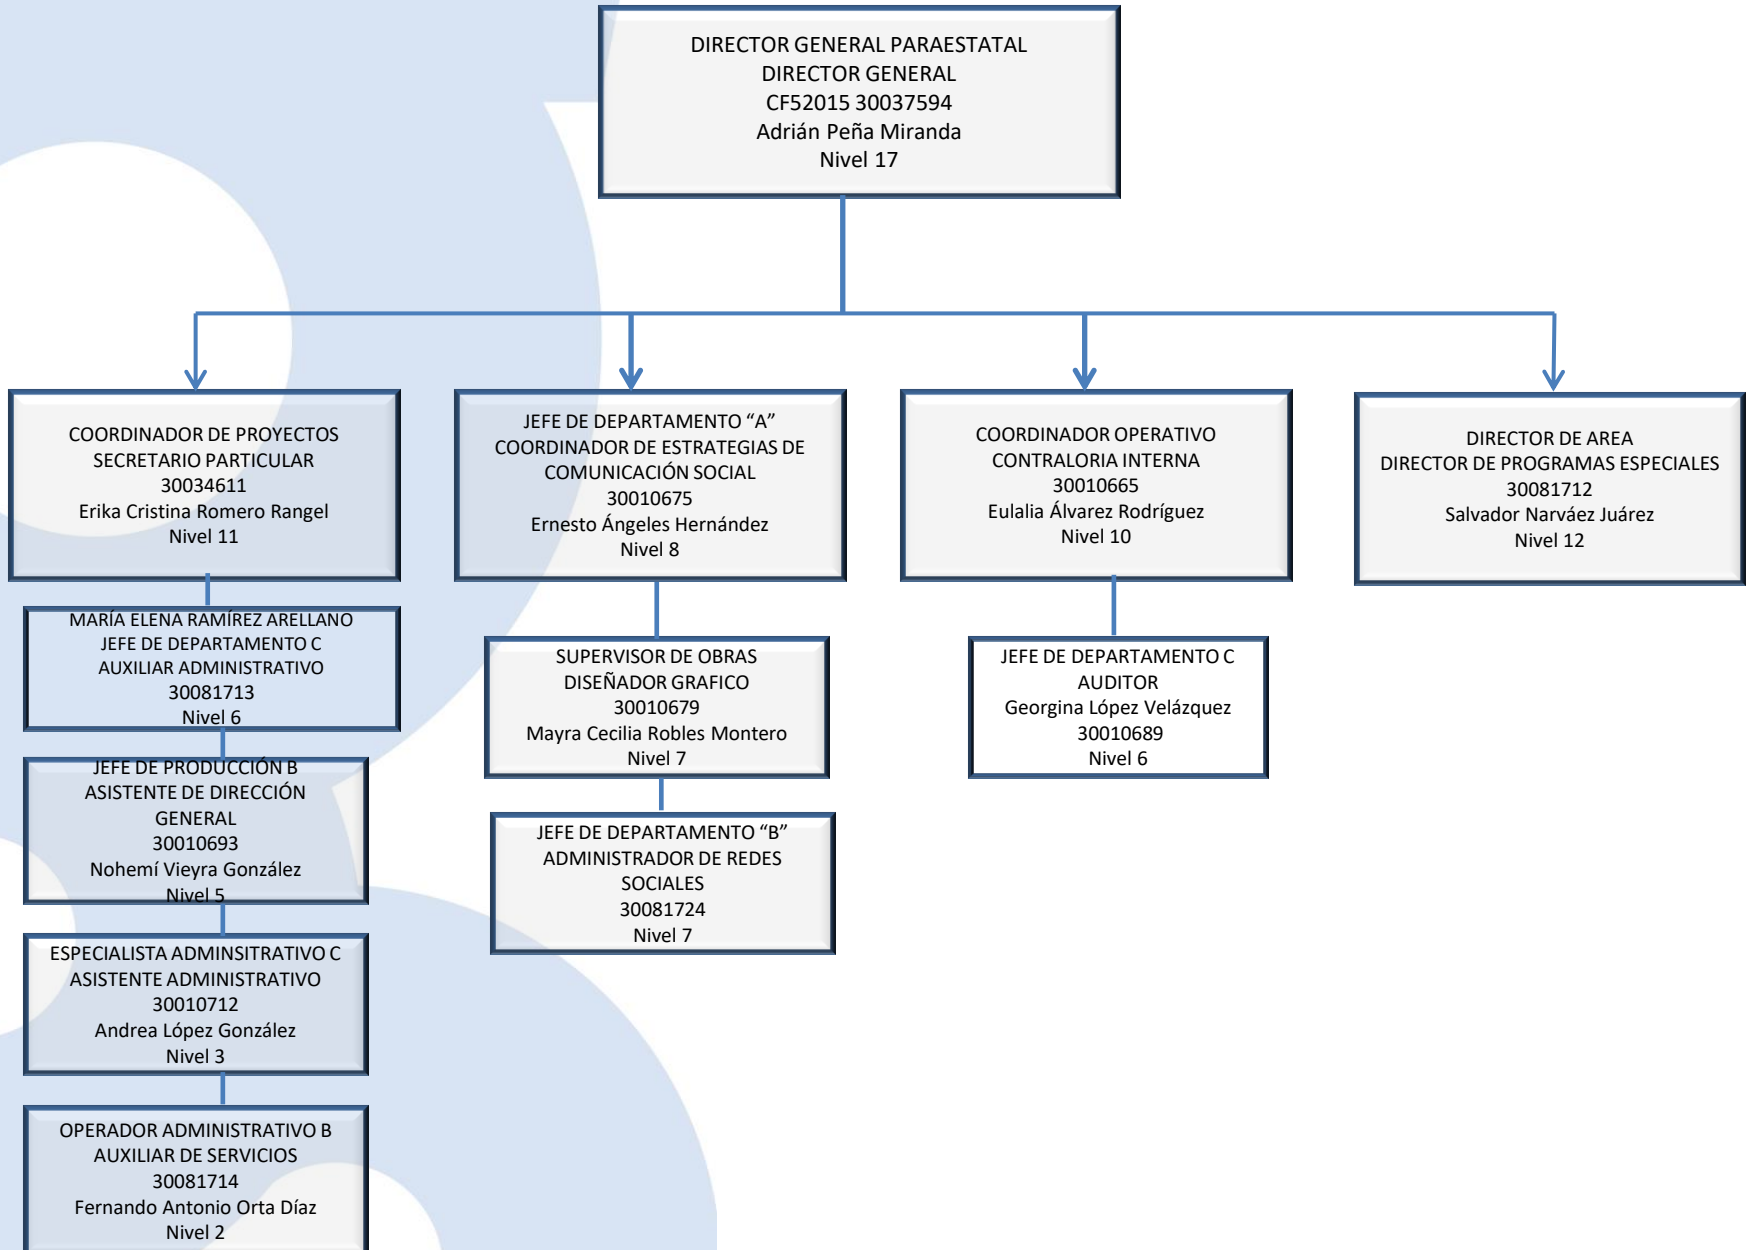 DIRECTOR GENERAL PARAESTATAL
DIRECTOR GENERAL
CF52015 30037594
Adrián Peña Miranda
Nivel 17
COORDINADOR DE PROYECTOS
SECRETARIO PARTICULAR
30034611
Erika Cristina Romero Rangel
Nivel 11
JEFE DE DEPARTAMENTO “A”
COORDINADOR DE ESTRATEGIAS DE
COMUNICACIÓN SOCIAL
30010675
Ernesto Ángeles Hernández
Nivel 8
COORDINADOR OPERATIVO
CONTRALORIA INTERNA
30010665
Eulalia Álvarez Rodríguez
Nivel 10
DIRECTOR DE AREA
DIRECTOR DE PROGRAMAS ESPECIALES
30081712
Salvador Narváez Juárez
Nivel 12
MARÍA ELENA RAMÍREZ ARELLANO
JEFE DE DEPARTAMENTO C
AUXILIAR ADMINISTRATIVO
30081713
Nivel 6
SUPERVISOR DE OBRAS
DISEÑADOR GRAFICO
30010679
Mayra Cecilia Robles Montero
Nivel 7
JEFE DE DEPARTAMENTO C
AUDITOR
Georgina López Velázquez
30010689
Nivel 6
JEFE DE PRODUCCIÓN B
ASISTENTE DE DIRECCIÓN
GENERAL
30010693
Nohemí Vieyra González
Nivel 5
JEFE DE DEPARTAMENTO “B”
ADMINISTRADOR DE REDES
SOCIALES
30081724
Nivel 7
ESPECIALISTA ADMINSITRATIVO C
ASISTENTE ADMINISTRATIVO
30010712
Andrea López González
Nivel 3
OPERADOR ADMINISTRATIVO B
AUXILIAR DE SERVICIOS
30081714
Fernando Antonio Orta Díaz
Nivel 2